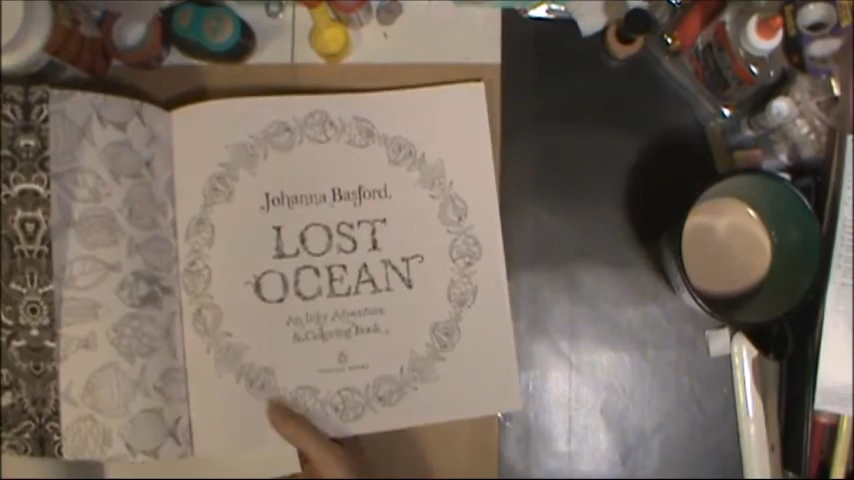 Johanna Basford
LOST
OCEAN
An Inky Adventure
& Coloring Book